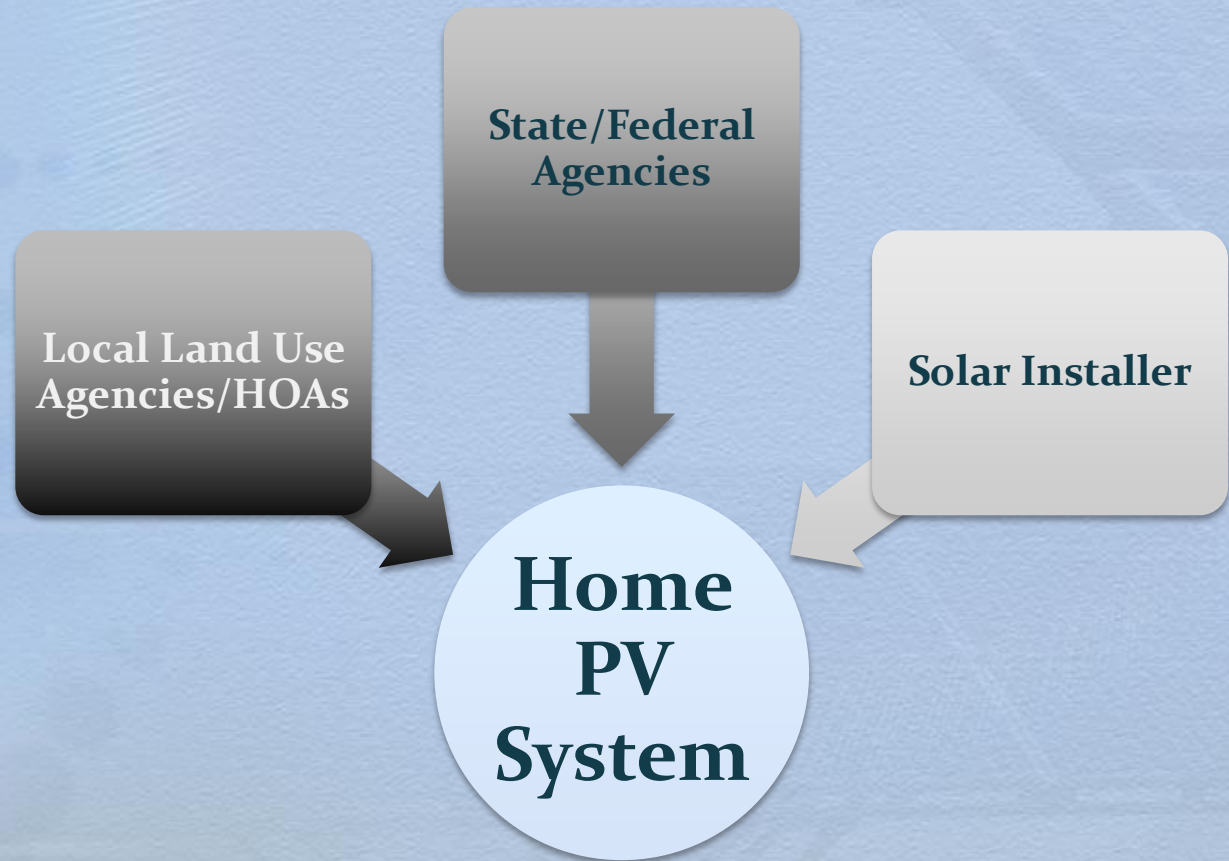 State/Federal
Agencies
Local Land Use
Agencies/HOAs
Solar Installer
Home
PV
System